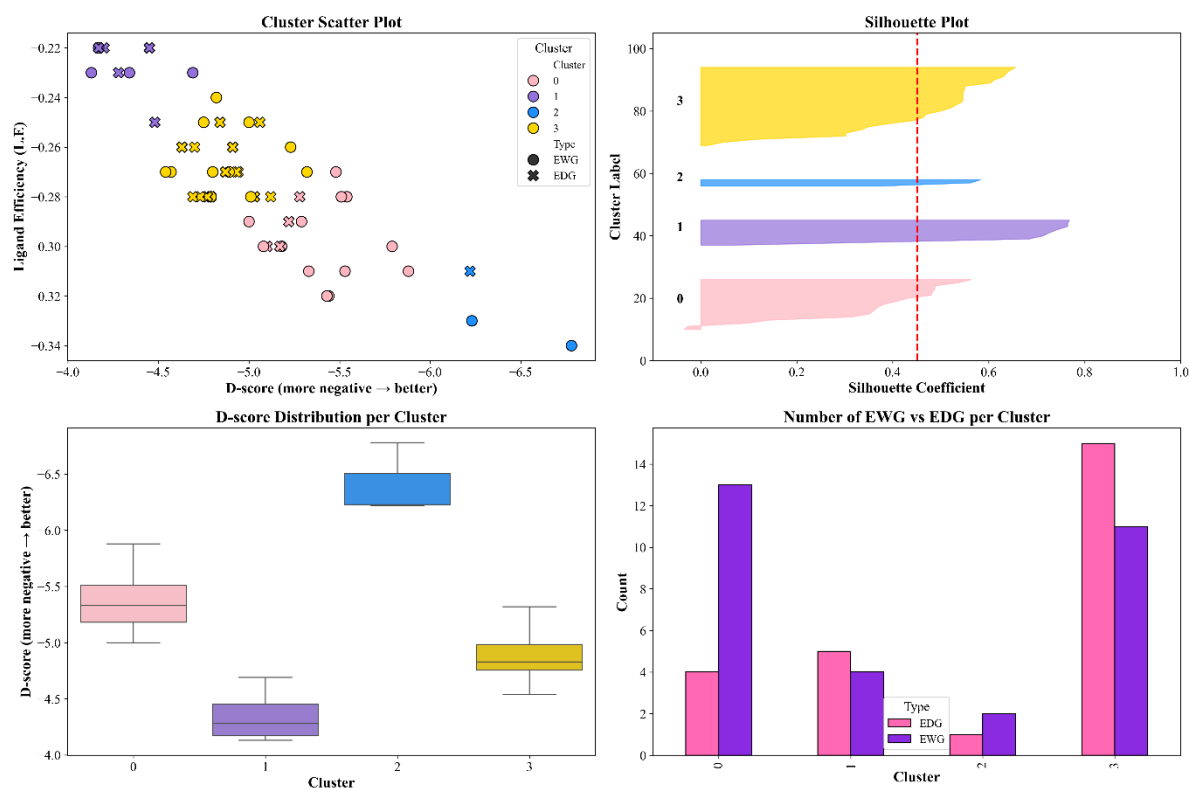 Cluster Scatter Plot
Ligand Efficiency (L.E)
−0.22
−0.24
−0.26
−0.28
−0.30
−0.32
−0.34
−4.0
−4.5
−5.0
−5.5
−6.0
−6.5
D-score (more negative → better)
Cluster
Cluster
0
1
2
3
Type
EWG
EDG
Silhouette Plot
Cluster Label
100
80
60
40
20
0
3
2
1
0
0.0
0.2
0.4
0.6
0.8
1.0
Silhouette Coefficient
D-score Distribution per Cluster
D-score (more negative → better)
−6.5
−6.0
−5.5
−5.0
−4.5
−4.0
0
1
2
3
Cluster
Number of EWG vs EDG per Cluster
Count
14
12
10
8
6
4
2
0
Type
EDG
EWG
0
1
2
3
Cluster